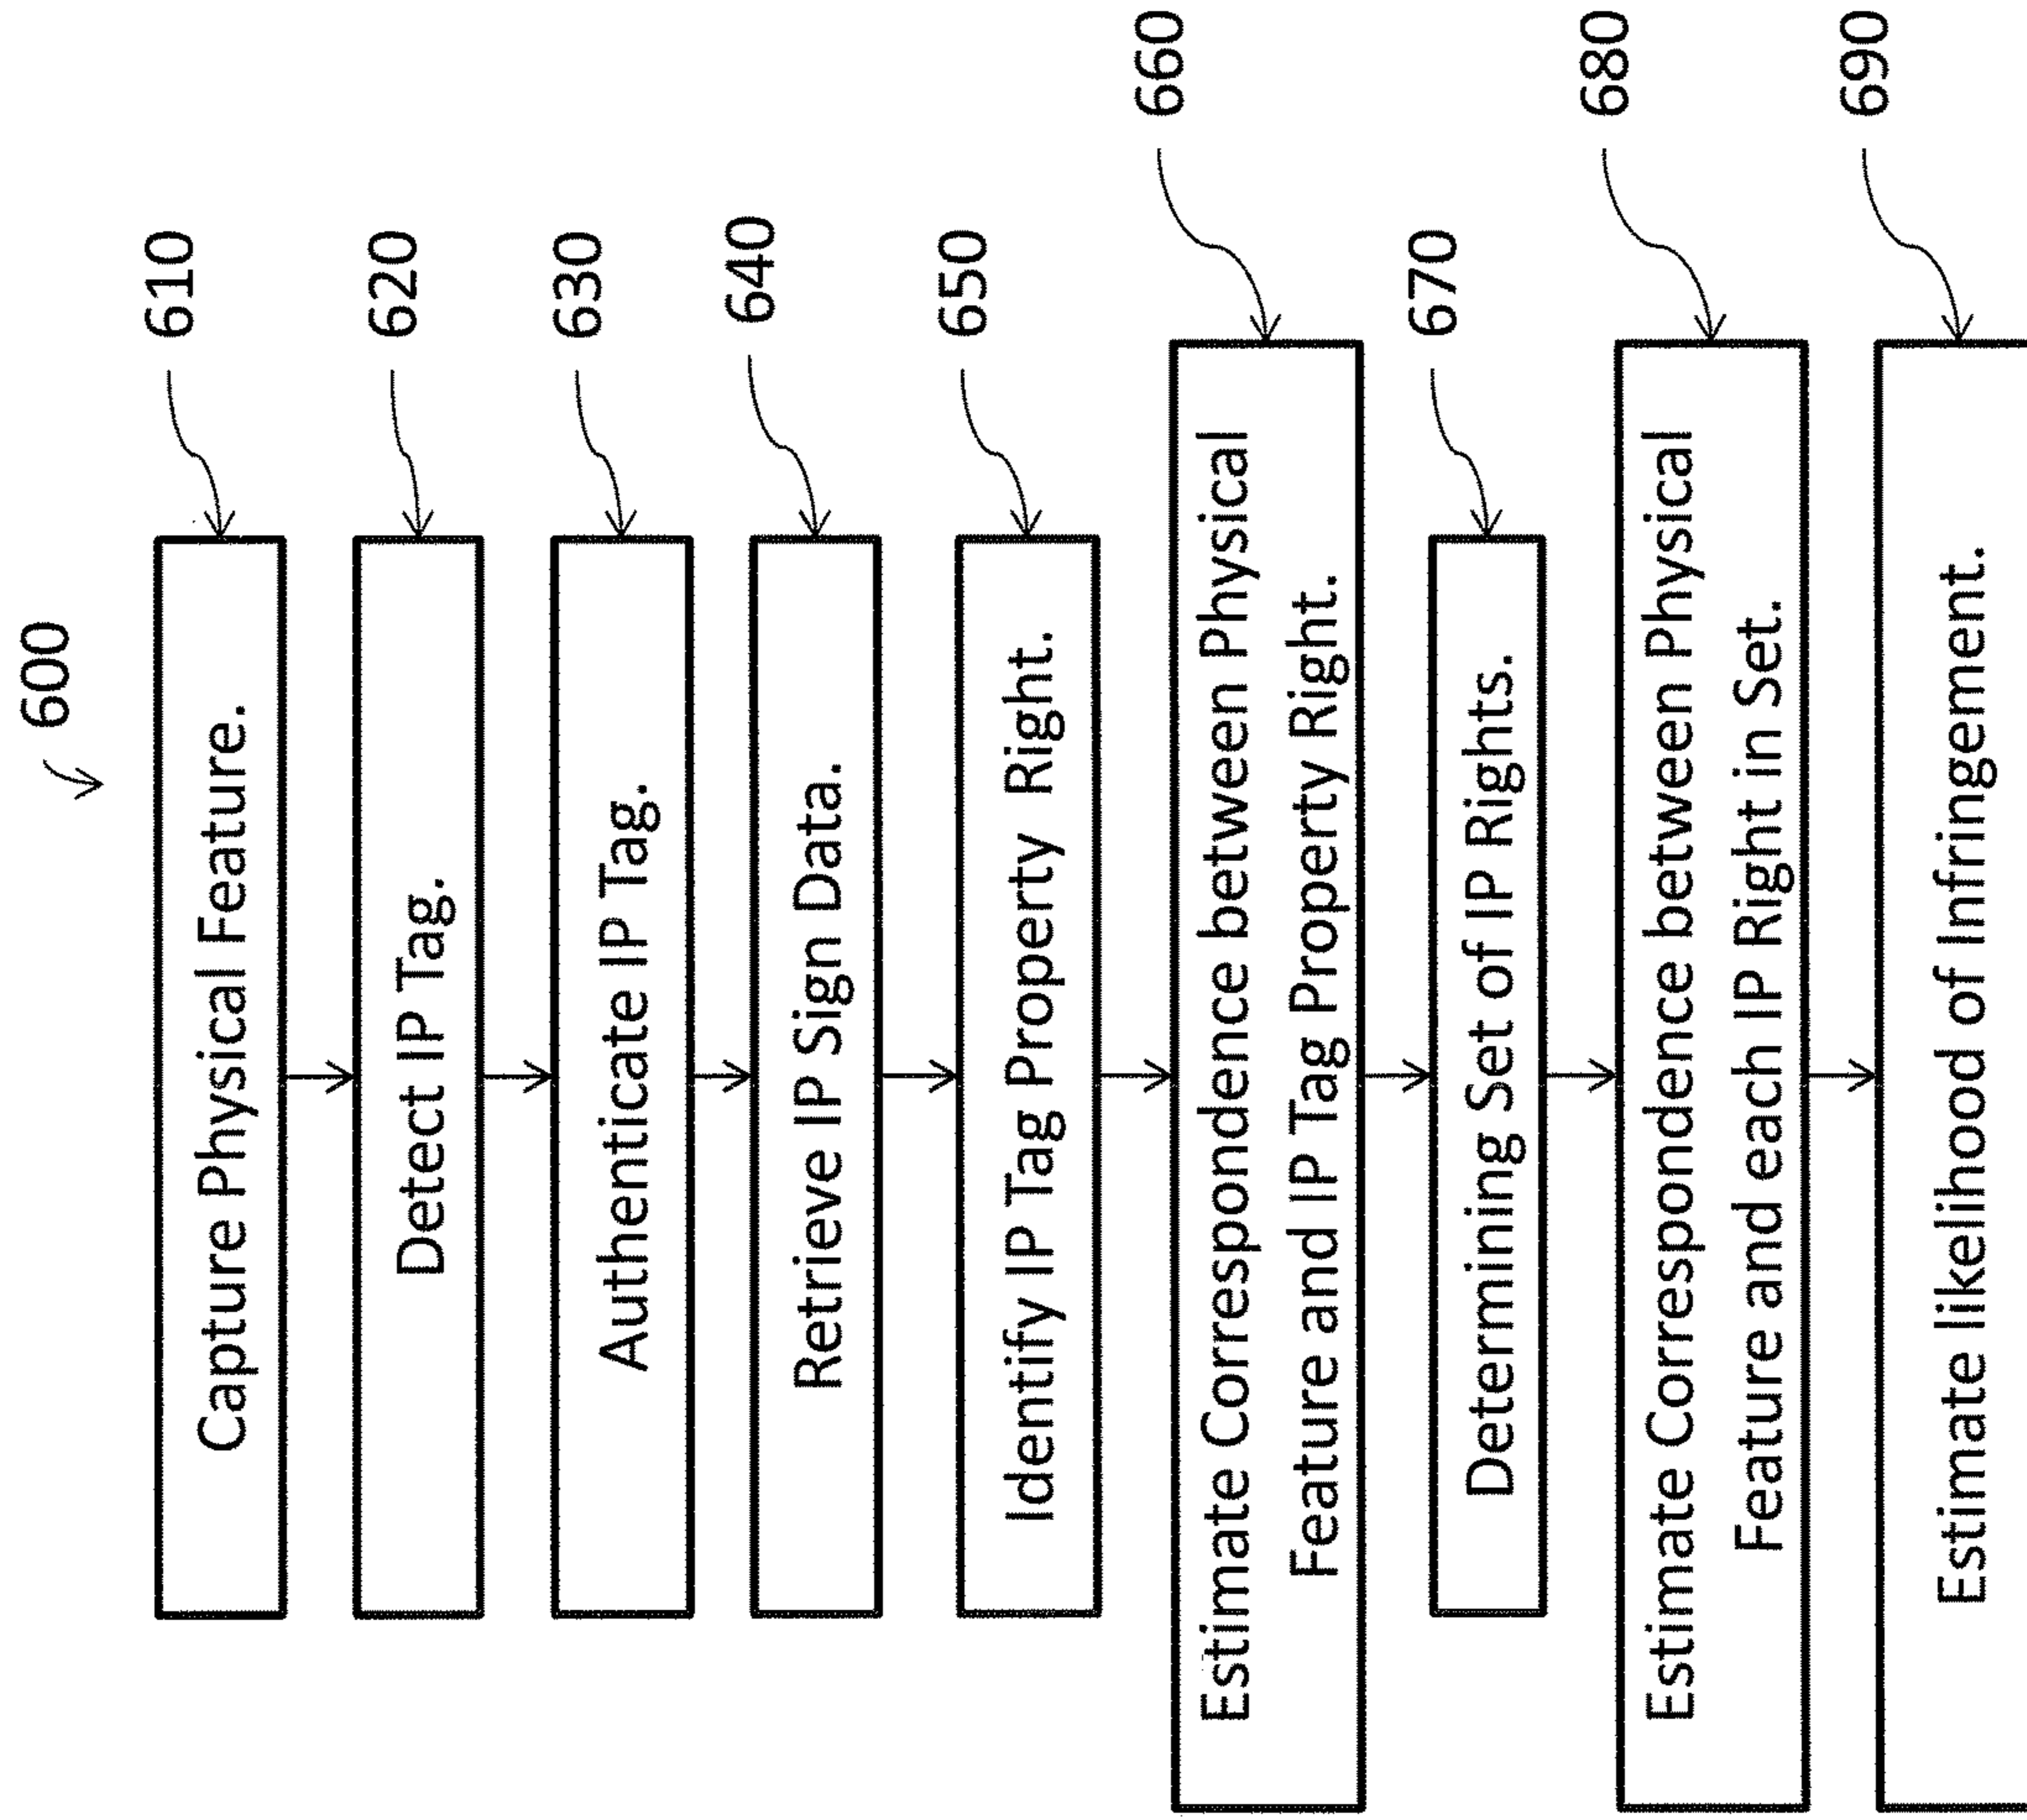 600
Capture Physical Feature.
610
Detect IP Tag.
620
Authenticate IP Tag.
630
Retrieve IP Sign Data.
640
Identify IP Tag Property Right.
650
Estimate Correspondence between Physical
Feature and IP Tag Property Right.
660
Determining Set of IP Rights.
670
Estimate Correspondence between Physical
Feature and each IP Right in Set.
680
Estimate likelihood of Infringement.
690